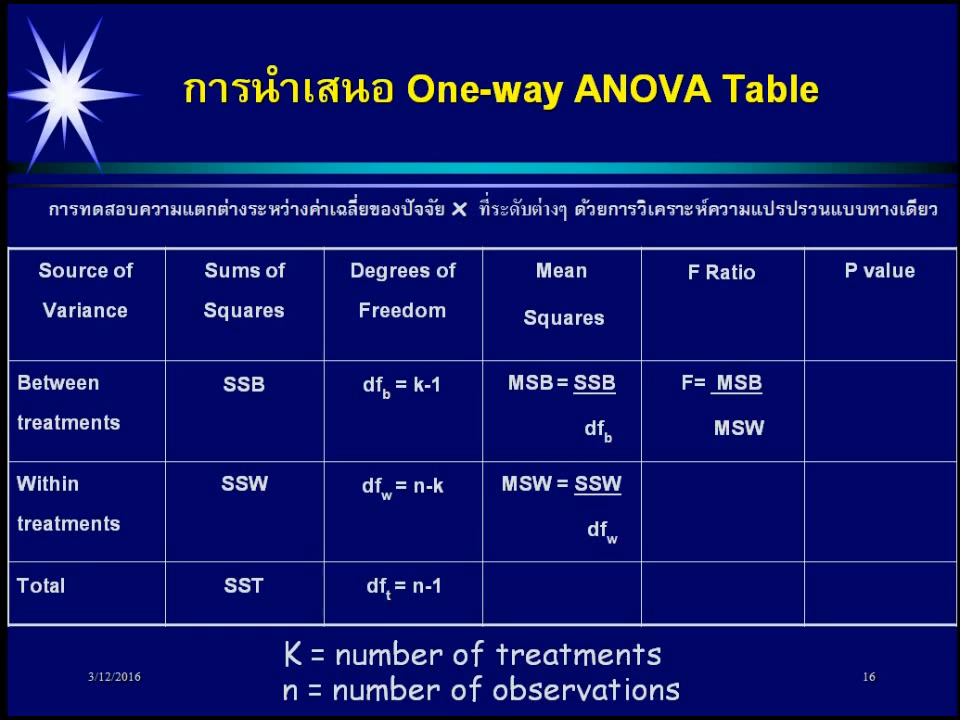 การนำเสนอ One-way ANOVA Table
การทดสอบความแตกต่างระหว่างค่าเฉลี่ยของปัจจัย X ที่ระดับต่างๆ ด้วยการวิเคราะห์ความแปรปรวนแบบทางเดียว
Source of Variance
Sums of Squares
Degrees of Freedom
Mean Squares
F Ratio
P value
Between treatments
SSB
dfb = k-1
MSB = SSB
dfb
F= MSB
MSW
Within treatments
SSW
dfw = n-k
MSW = SSW
dfw
Total
SST
dft = n-1
K = number of treatments
n = number of observations
3/12/2016
16